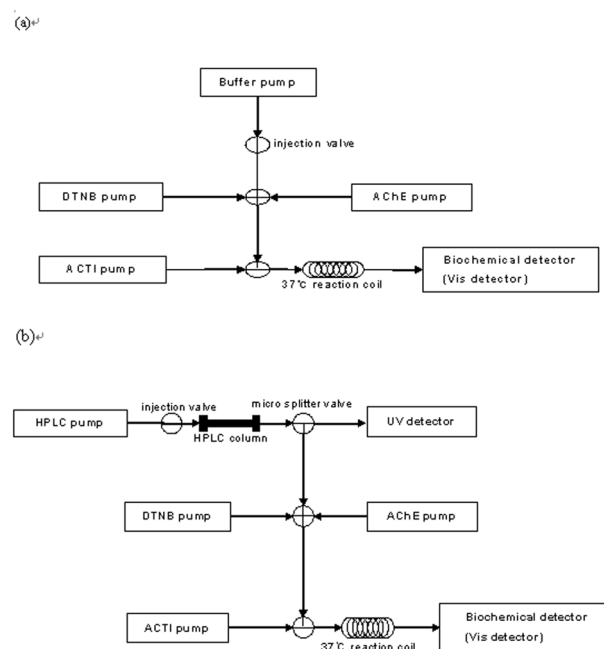 (a)↵
Buffer pump
injection valve
DTNB pump
AChE pump
ACTI pump
37℃ reaction coil
Biochemical detector
(Vis detector)
(b)↵
injection valve
micro splitter valve
HPLC pump
HPLC column
UV detector
DTNB pump
AChE pump
ACTI pump
37℃ reaction coil
Biochemical detector
(Vis detector)